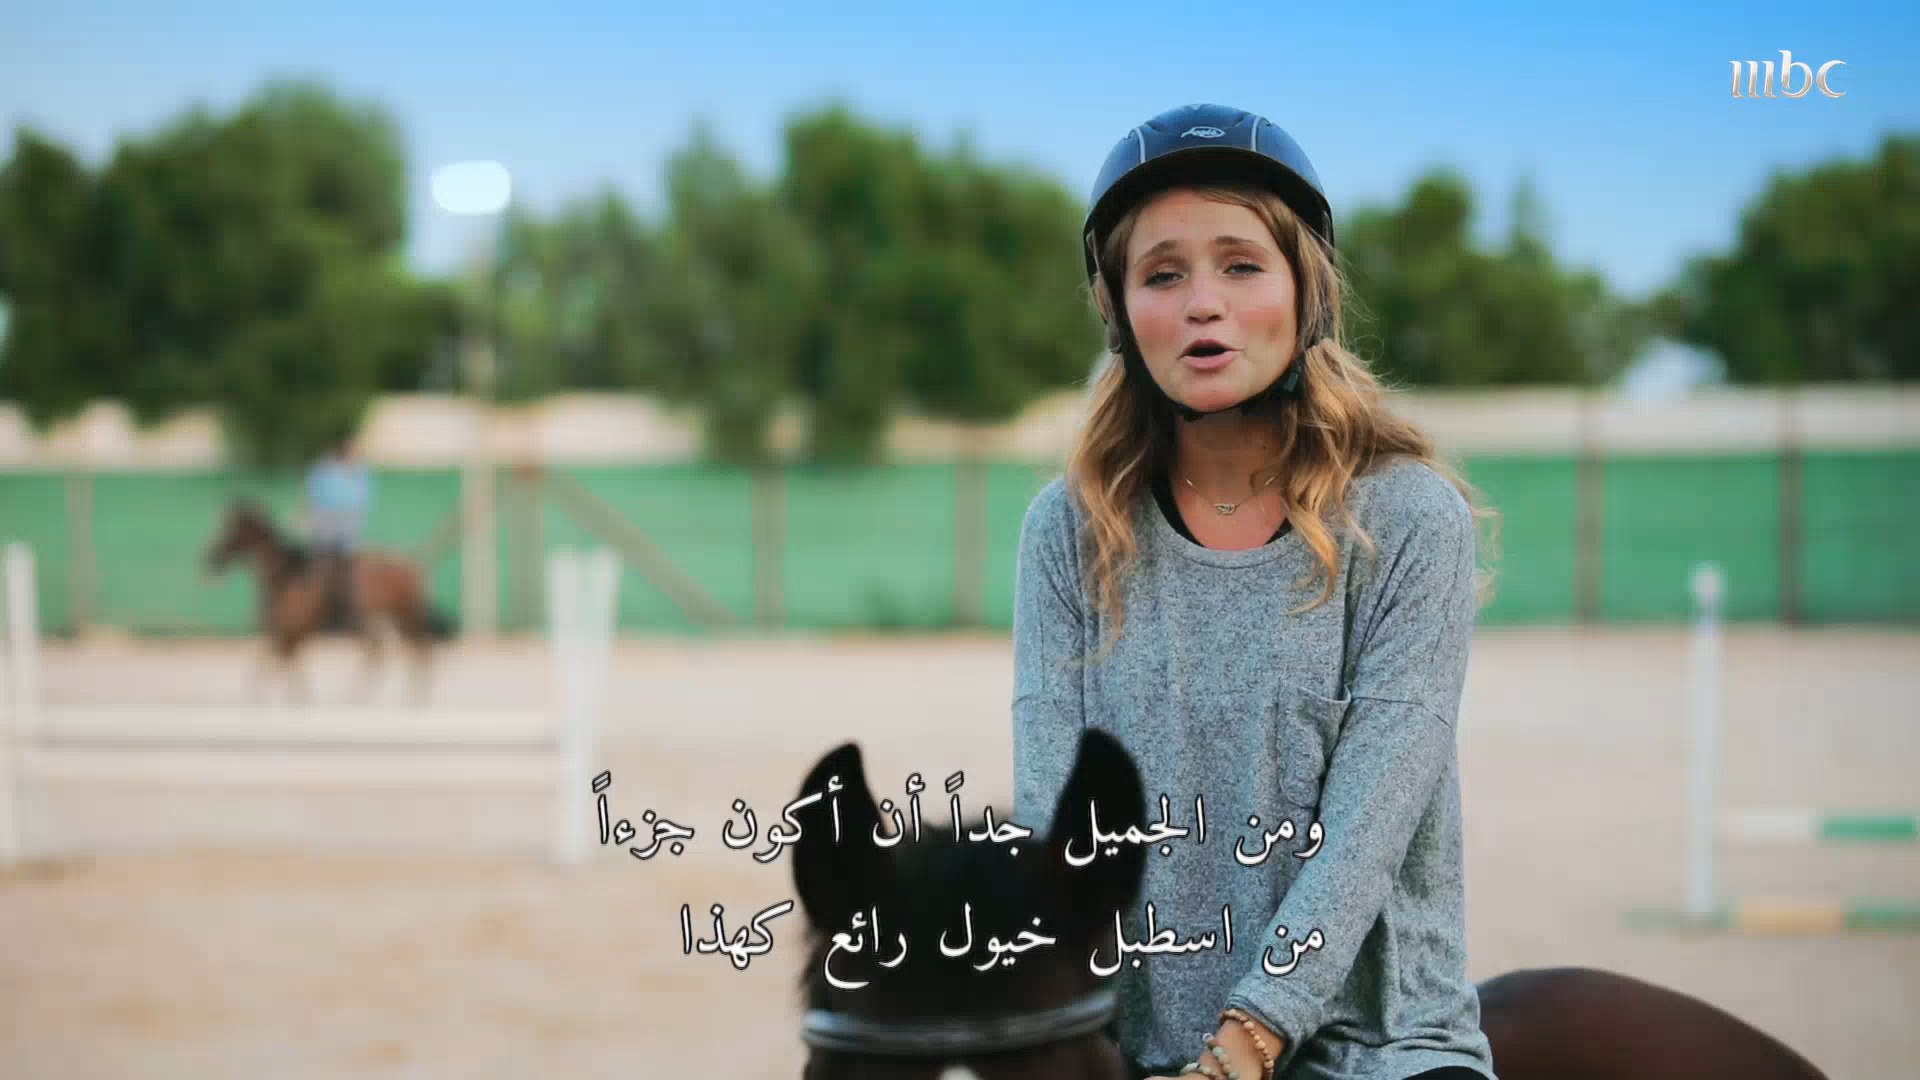 mbc
ومن الجميل جداً أن أكون جزءاً
من اسطبل خيول رائع كهذا